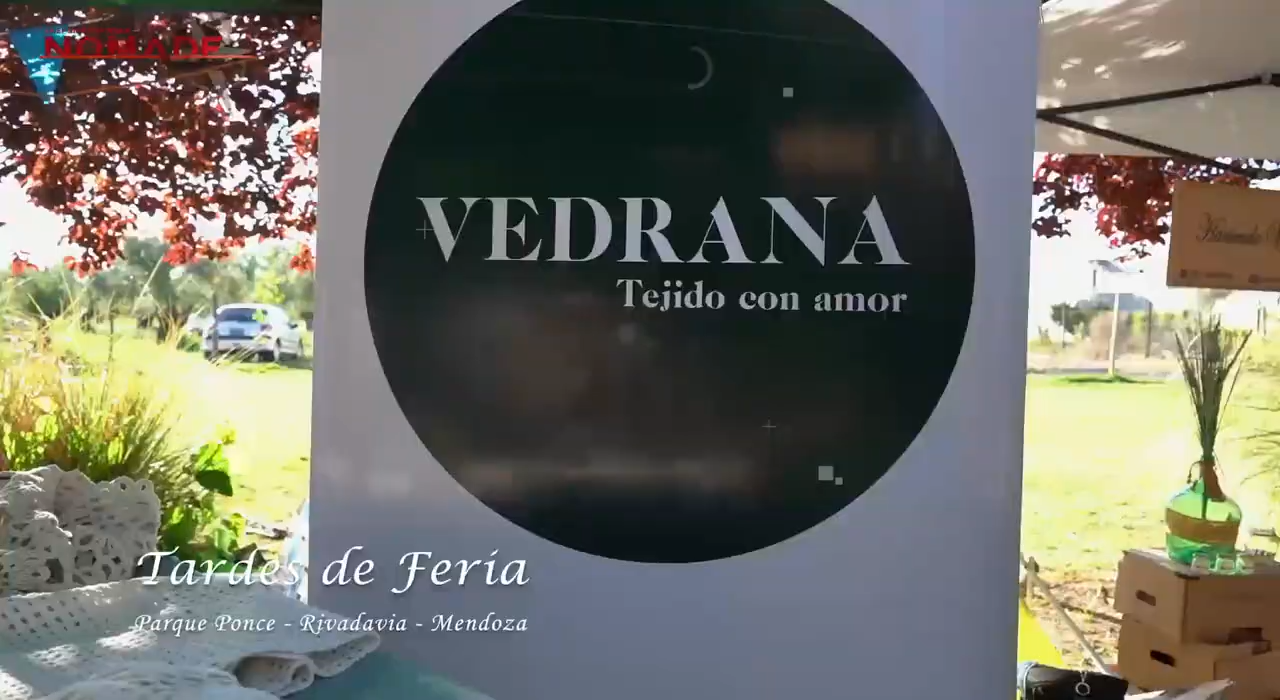 NOMADE
VEDRANA
Tejido con amor
Tardes de Feria
Parque Ponce - Rivadavia - Mendoza